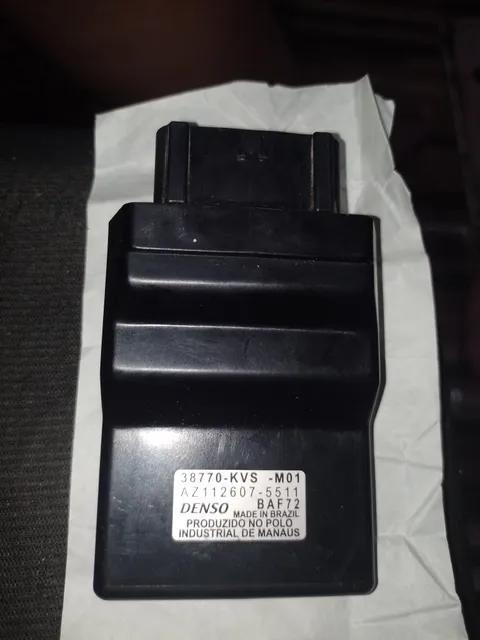 38770-KVS -M01
AZ112607-5511
DENSO BAF72
MADE IN BRAZIL
PRODUZIDO NO POLO
INDUSTRIAL DE MANAUS